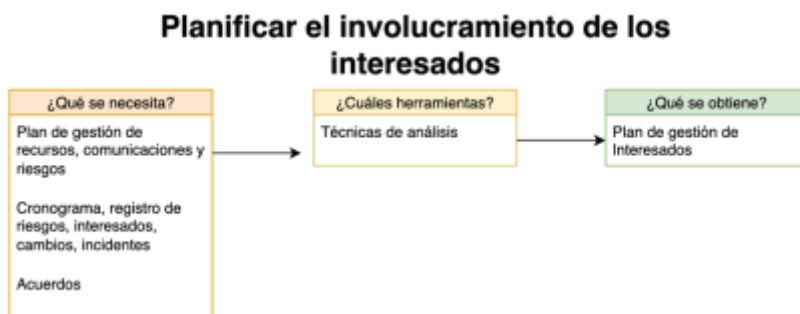 Planificar el involucramiento de los
interesados
¿Qué se necesita?
Plan de gestión de
recursos, comunicaciones y
riesgos
Cronograma, registro de
riesgos, interesados,
cambios, incidentes
Acuerdos
¿Cuáles herramientas?
Técnicas de análisis
¿Qué se obtiene?
Plan de gestión de
Interesados